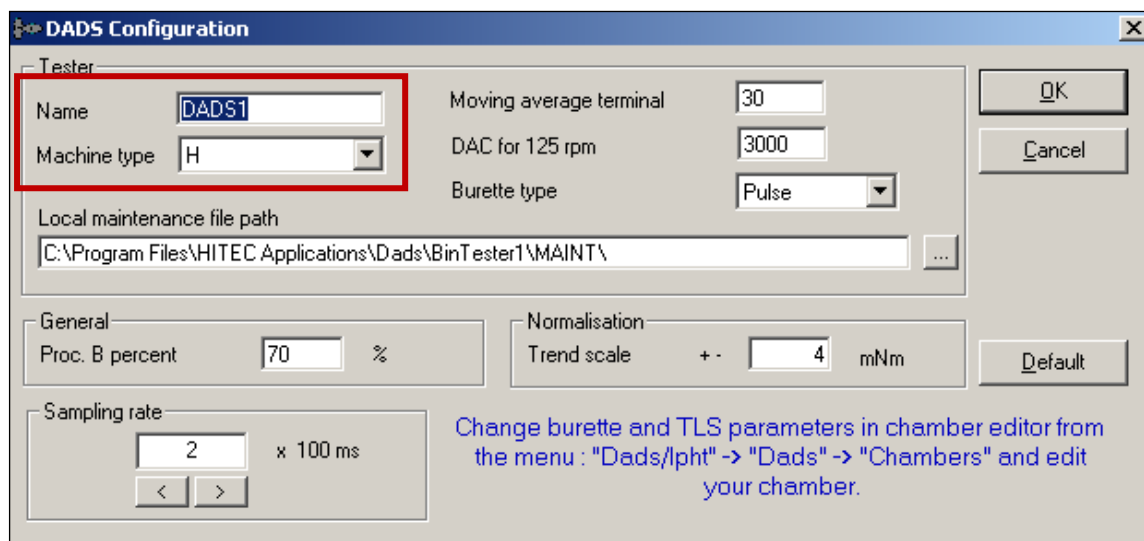 DADS Configuration
Tester
Name DADS1
Machine type H
Moving average terminal 30
DAC for 125 rpm 3000
Burette type Pulse
Local maintenance file path
C:\Program Files\HITEC Applications\Dads\BinTester1\MAINT\
...
OK
Cancel
General
Proc. B percent 70 %
Normalisation
Trend scale + - 4 mNm
Default
Sampling rate
2 x 100 ms
< >
Change burette and TLS parameters in chamber editor from
the menu : "Dads/lpht" -> "Dads" -> "Chambers" and edit
your chamber.